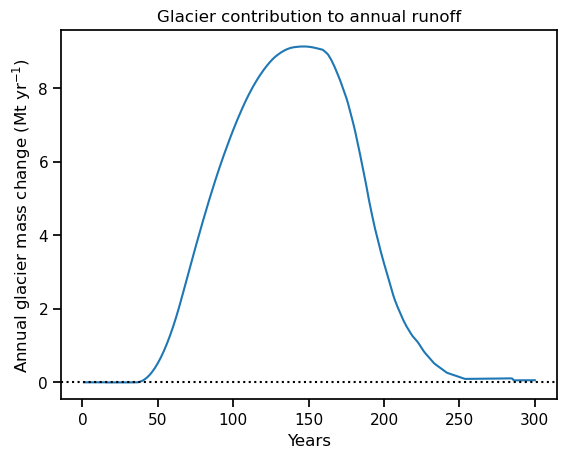 Glacier contribution to annual runoff
Annual glacier mass change (Mt yr⁻¹)
8
6
4
2
0
0 50 100 150 200 250 300
Years